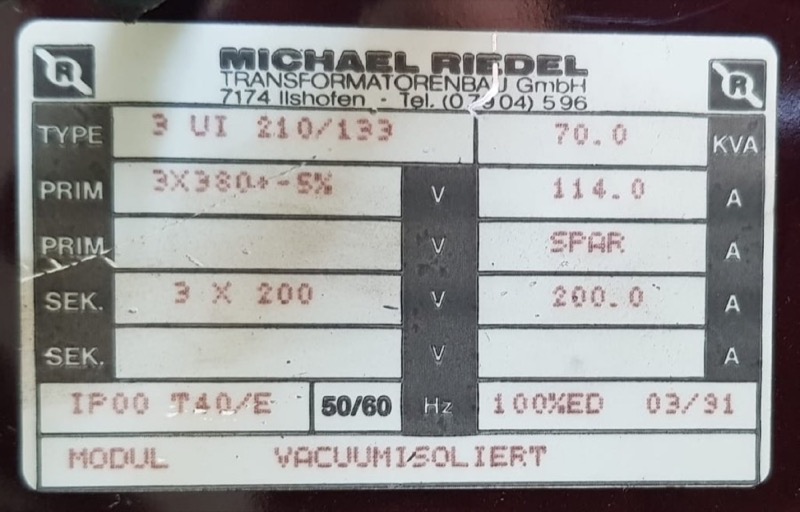 R
MICHAEL RIEDEL
TRANSFORMATORENBAU GmbH
7174 Ilshofen - Tel. (07904) 596
R
TYPE 3 UI 210/133 70.0 KVA
PRIM 3X380+-5% V 114.0 A
PRIM V SPAR A
SEK. 3 X 200 V 200.0 A
SEK. V A
IP00 T40/E 50/60 Hz 100%ED 03/91
MODUL VACUUMISOLIERT